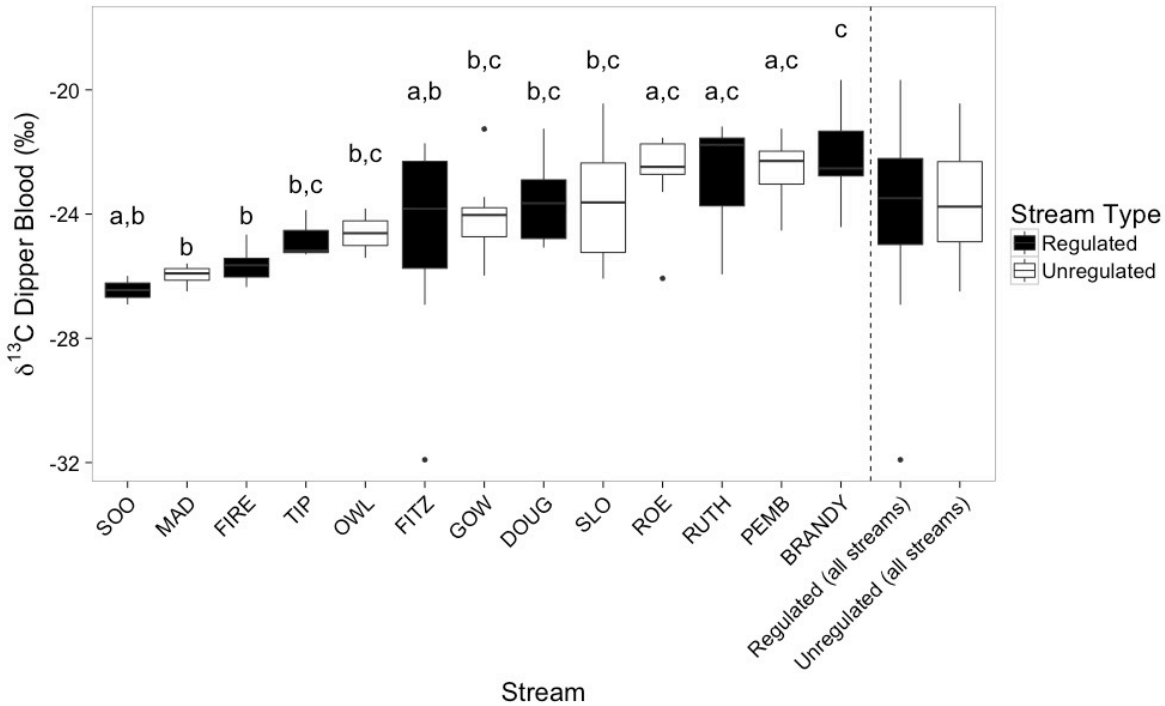 c
b,c
b,c
a,c
-20
a,b
b,c
a,c
a,c
b,c
b,c
a,b
b
b
-24
-28
-32
δ¹³C Dipper Blood (‰)
Stream Type
Regulated
Unregulated
SOO
MAD
FIRE
TIP
OWL
FITZ
GOW
DOUG
SLO
ROE
RUTH
PEMB
BRANDY
Regulated (all streams)
Unregulated (all streams)
Stream